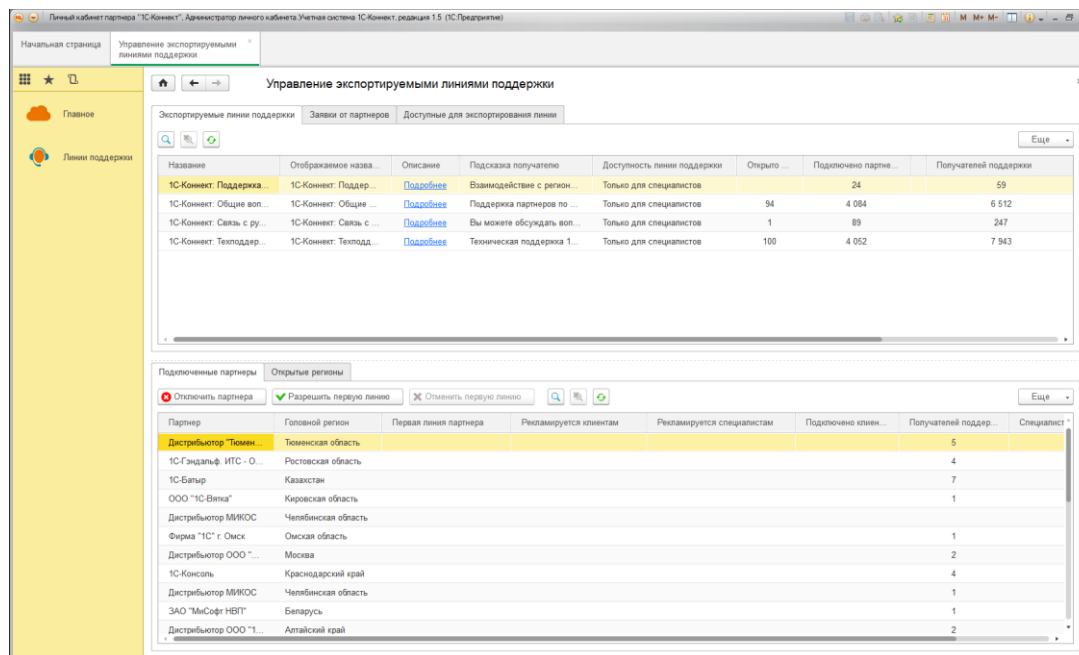 Личный кабинет партнера "1С-Коннект", Администратор личного кабинета.Учетная система 1С-Коннект, редакция 1.5 (1С:Предприятие)
M M+ M-
Начальная страница
Управление экспортируемыми линиями поддержки
Управление экспортируемыми линиями поддержки
Главное
Линии поддержки
Экспортируемые линии поддержки Заявки от партнеров Доступные для экспортирования линии
Еще
Название Отображаемое назва... Описание Подсказка получателю Доступность линии поддержки Открыто ... Подключено партне... Получателей поддержки
1С-Коннект: Поддержка... 1С-Коннект: Поддер... Подробнее Взаимодействие с регион... Только для специалистов 24 59
1С-Коннект: Общие воп... 1С-Коннект: Общие ... Подробнее Поддержка партнеров по ... Только для специалистов 94 4 084 6 512
1С-Коннект: Связь с ру... 1С-Коннект: Связь с ... Подробнее Вы можете обсуждать воп... Только для специалистов 1 89 247
1С-Коннект: Техподдер... 1С-Коннект: Техподд... Подробнее Техническая поддержка 1... Только для специалистов 100 4 052 7 943
Подключенные партнеры Открытые регионы
Отключить партнера Разрешить первую линию Отменить первую линию Еще
Партнер Головной регион Первая линия партнера Рекламируется клиентам Рекламируется специалистам Подключено клиен... Получателей поддер... Специалист
Дистрибьютор "Тюмен... Тюменская область 5
1С-Гэндальф. ИТС - О... Ростовская область 4
1С-Батыр Казахстан 7
ООО "1С-Вятка" Кировская область 1
Дистрибьютор МИКОС Челябинская область
Фирма "1С" г. Омск Омская область 1
Дистрибьютор ООО "... Москва 2
1С-Консоль Краснодарский край 4
Дистрибьютор МИКОС Челябинская область 1
ЗАО "МиСофт НВП" Беларусь 1
Дистрибьютор ООО "1... Алтайский край 2